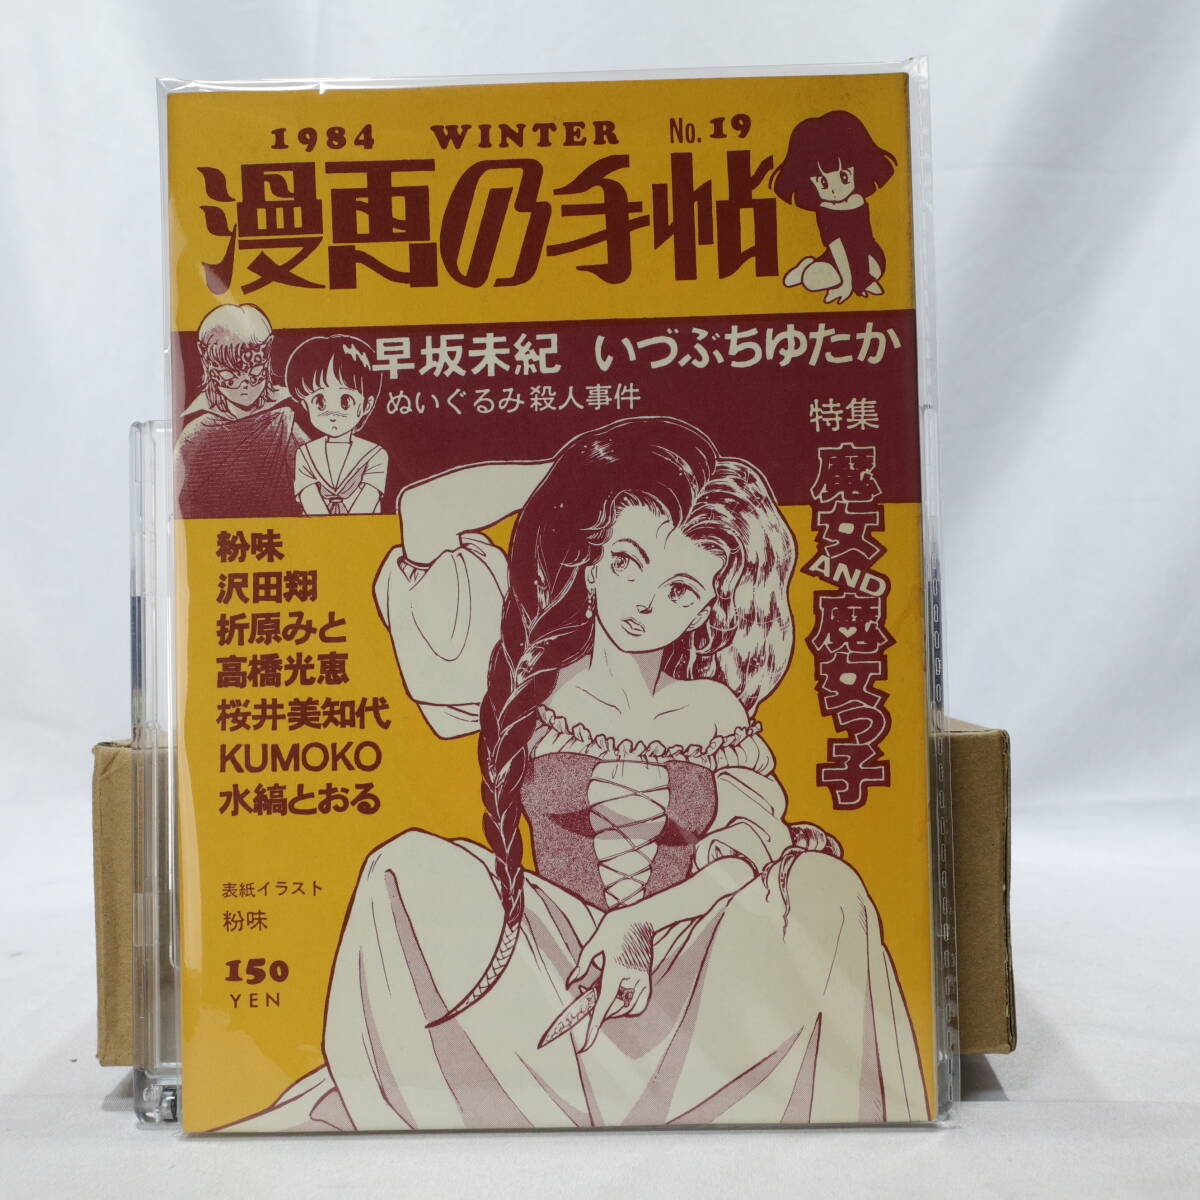 1984 WINTER No. 19
漫画の手帖
早坂未紀 いづぶちゆたか
ぬいぐるみ殺人事件
特集
魔女AND魔女っ子
粉味
沢田翔
折原みと
高橋光恵
桜井美知代
KUMOKO
水縞とおる
表紙イラスト
粉味
150
YEN